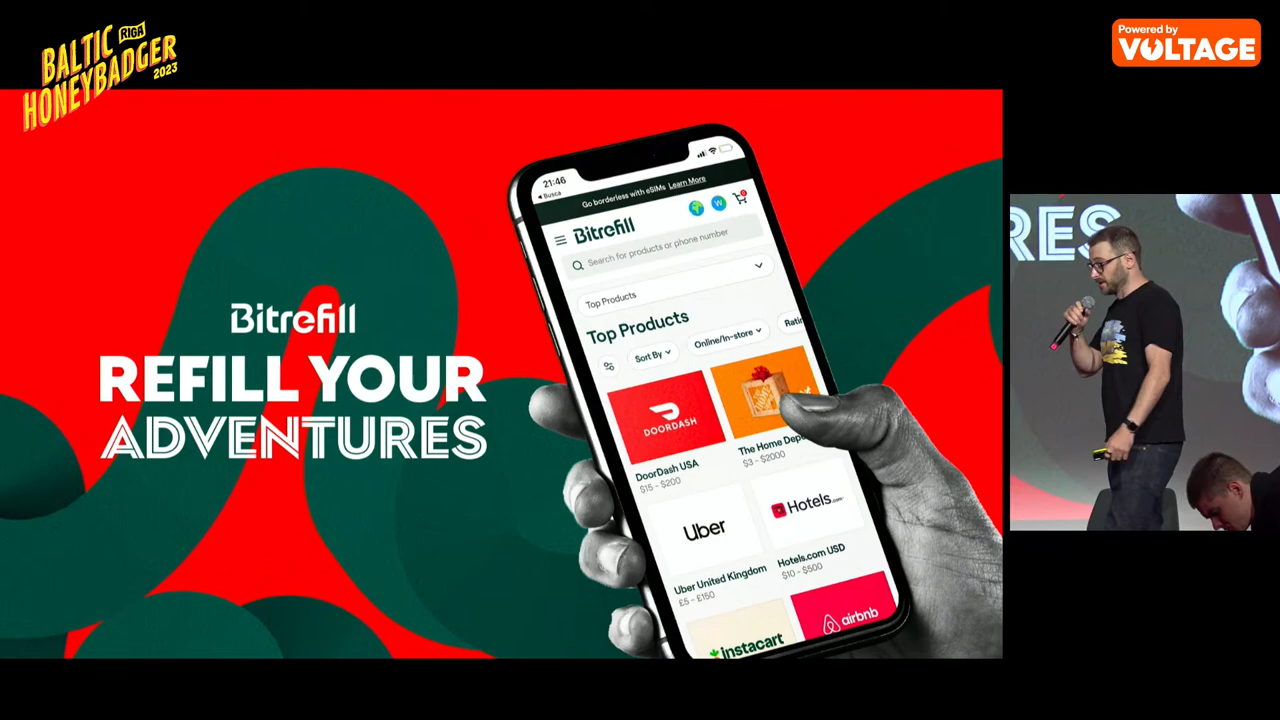 BALTIC
RIGA
HONEYBADGER
2023
Powered by
VOLTAGE
Bitrefill
REFILL YOUR
ADVENTURES
21:46
Busca
Go borderless with eSIMs Learn More
Bitrefill
W
Search for products or phone number
Top Products
Top Products
Sort By
Online/In-store
Ratin
DOORDASH
DoorDash USA
$15 - $200
The Home Depo
$3 - $2000
Uber
Uber United Kingdom
£5 - £150
Hotels.com
Hotels.com USD
$10 - $500
instacart
airbnb
RES